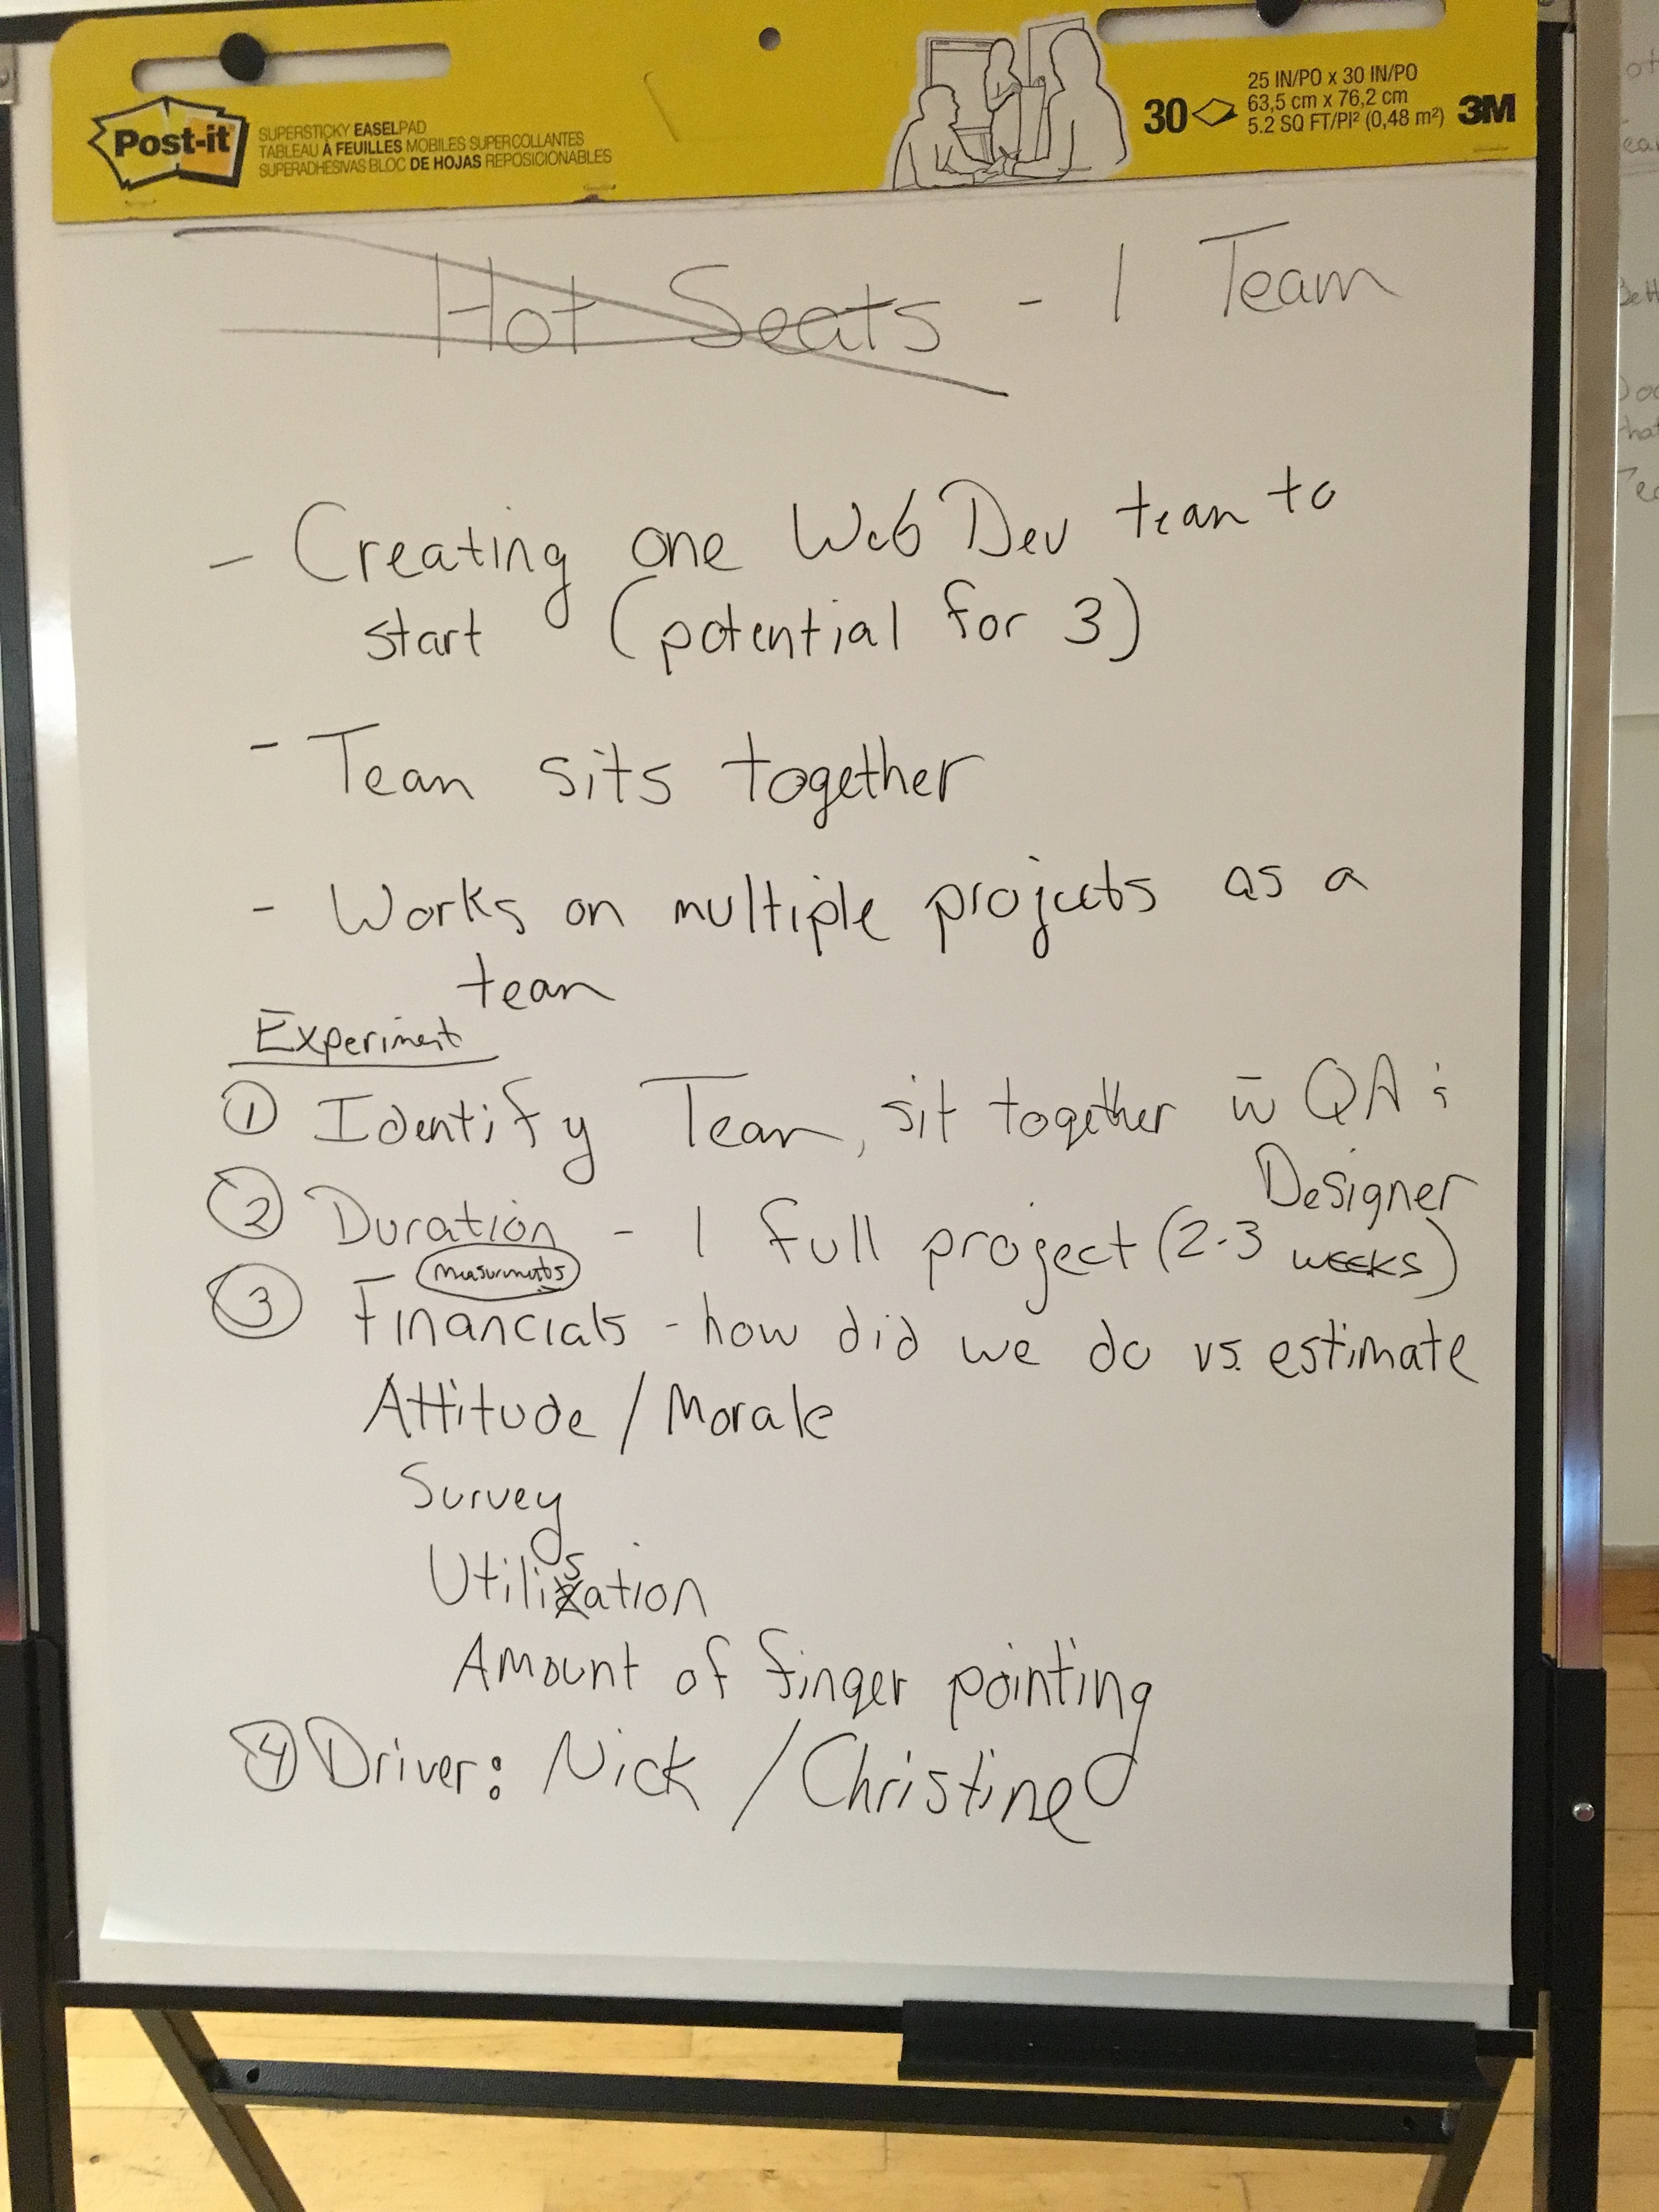 Post-it
SUPERSTICKY EASELPAD
TABLEAU À FEUILLES MOBILES SUPERCOLLANTES
SUPERADHESIVAS BLOC DE HOJAS REPOSICIONABLES
30
25 IN/PO x 30 IN/PO
63,5 cm x 76,2 cm
5.2 SQ FT/PI² (0,48 m²)
3M
Hot Seats - 1 Team
- Creating one Web Dev team to
start (potential for 3)
- Team sits together
- Works on multiple projects as a
team
Experiment
① Identify Team, sit together w̄ QA &
Designer
② Duration - 1 full project (2-3 weeks)
measurments
③ Financials - how did we do vs. estimate
Attitude / Morale
Survey
Utilisation
Amount of finger pointing
④ Driver: Nick / Christine